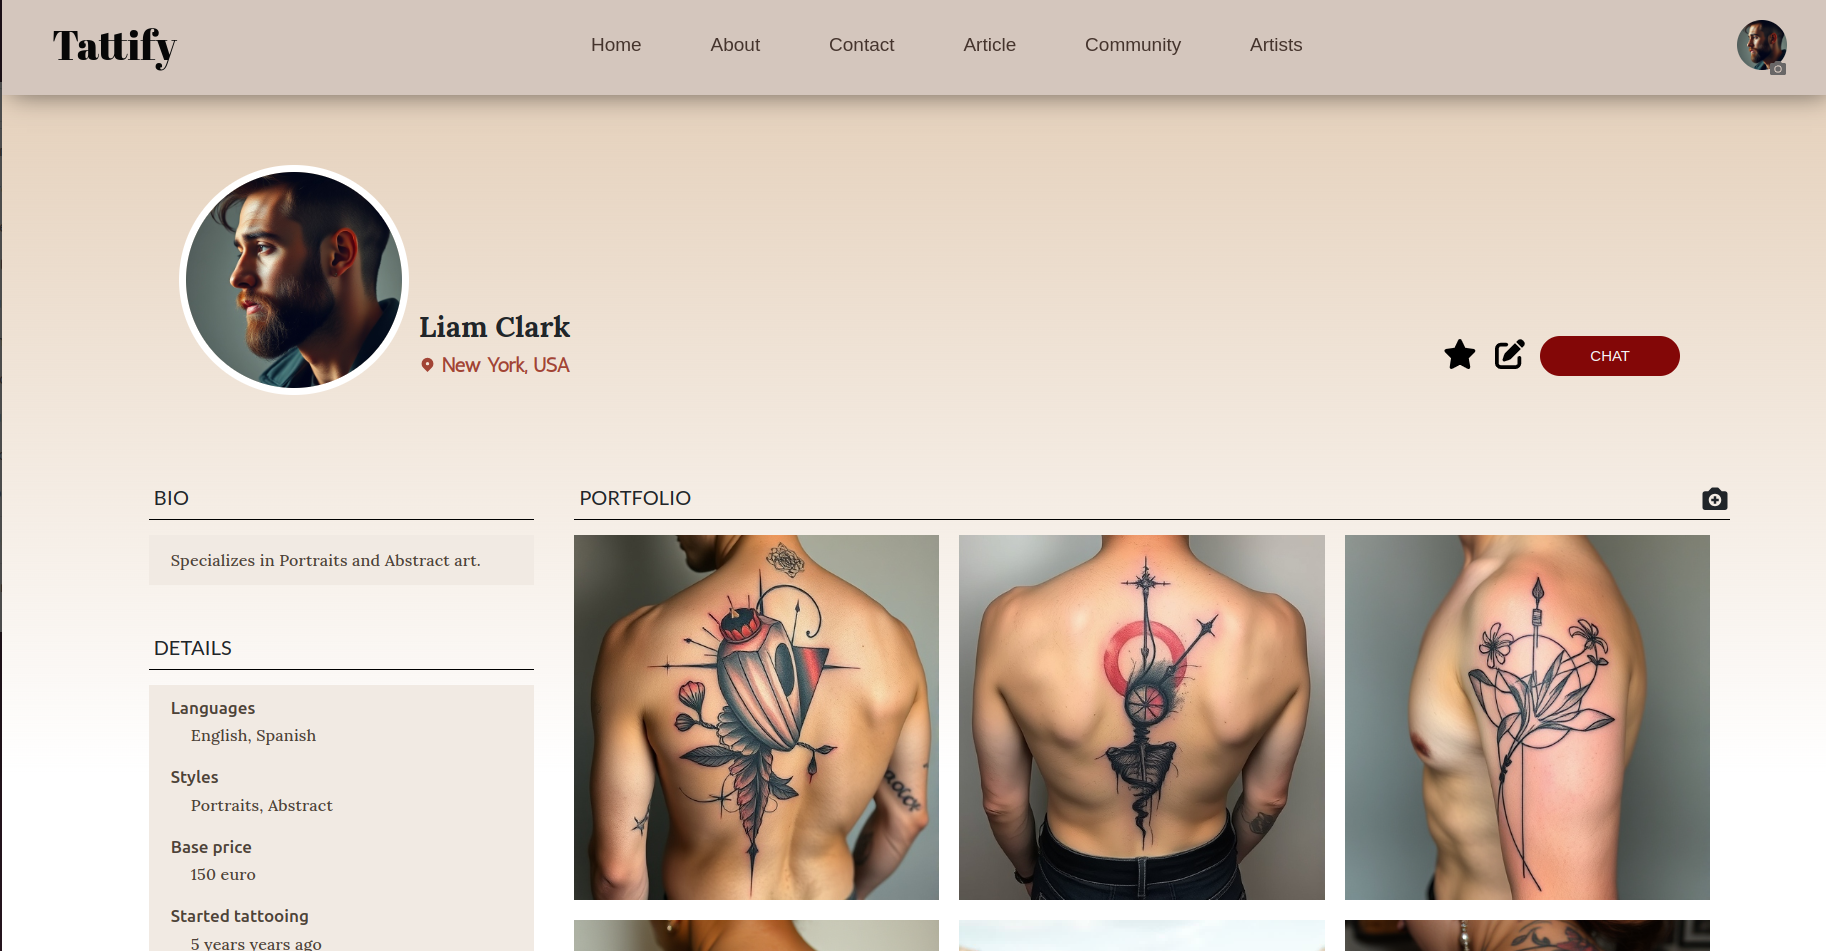 Tattify
Home
About
Contact
Article
Community
Artists
Liam Clark
New York, USA
CHAT
BIO
Specializes in Portraits and Abstract art.
DETAILS
Languages
English, Spanish
Styles
Portraits, Abstract
Base price
150 euro
Started tattooing
5 years years ago
PORTFOLIO